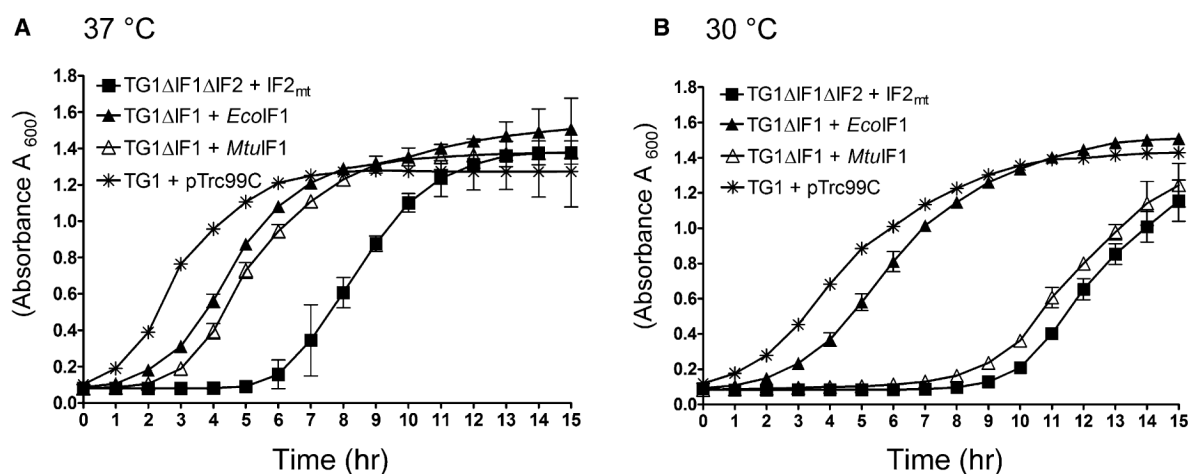 A 37 °C
1.8
1.6
1.4
1.2
1.0
0.8
0.6
0.4
0.2
0.0
(Absorbance A 600)
TG1ΔIF1ΔIF2 + IF2mt
TG1ΔIF1 + EcoIF1
TG1ΔIF1 + MtuIF1
TG1 + pTrc99C
0 1 2 3 4 5 6 7 8 9 10 11 12 13 14 15
Time (hr)
B 30 °C
1.8
1.6
1.4
1.2
1.0
0.8
0.6
0.4
0.2
0.0
(Absorbance A 600)
TG1ΔIF1ΔIF2 + IF2mt
TG1ΔIF1 + EcoIF1
TG1ΔIF1 + MtuIF1
TG1 + pTrc99C
0 1 2 3 4 5 6 7 8 9 10 11 12 13 14 15
Time (hr)